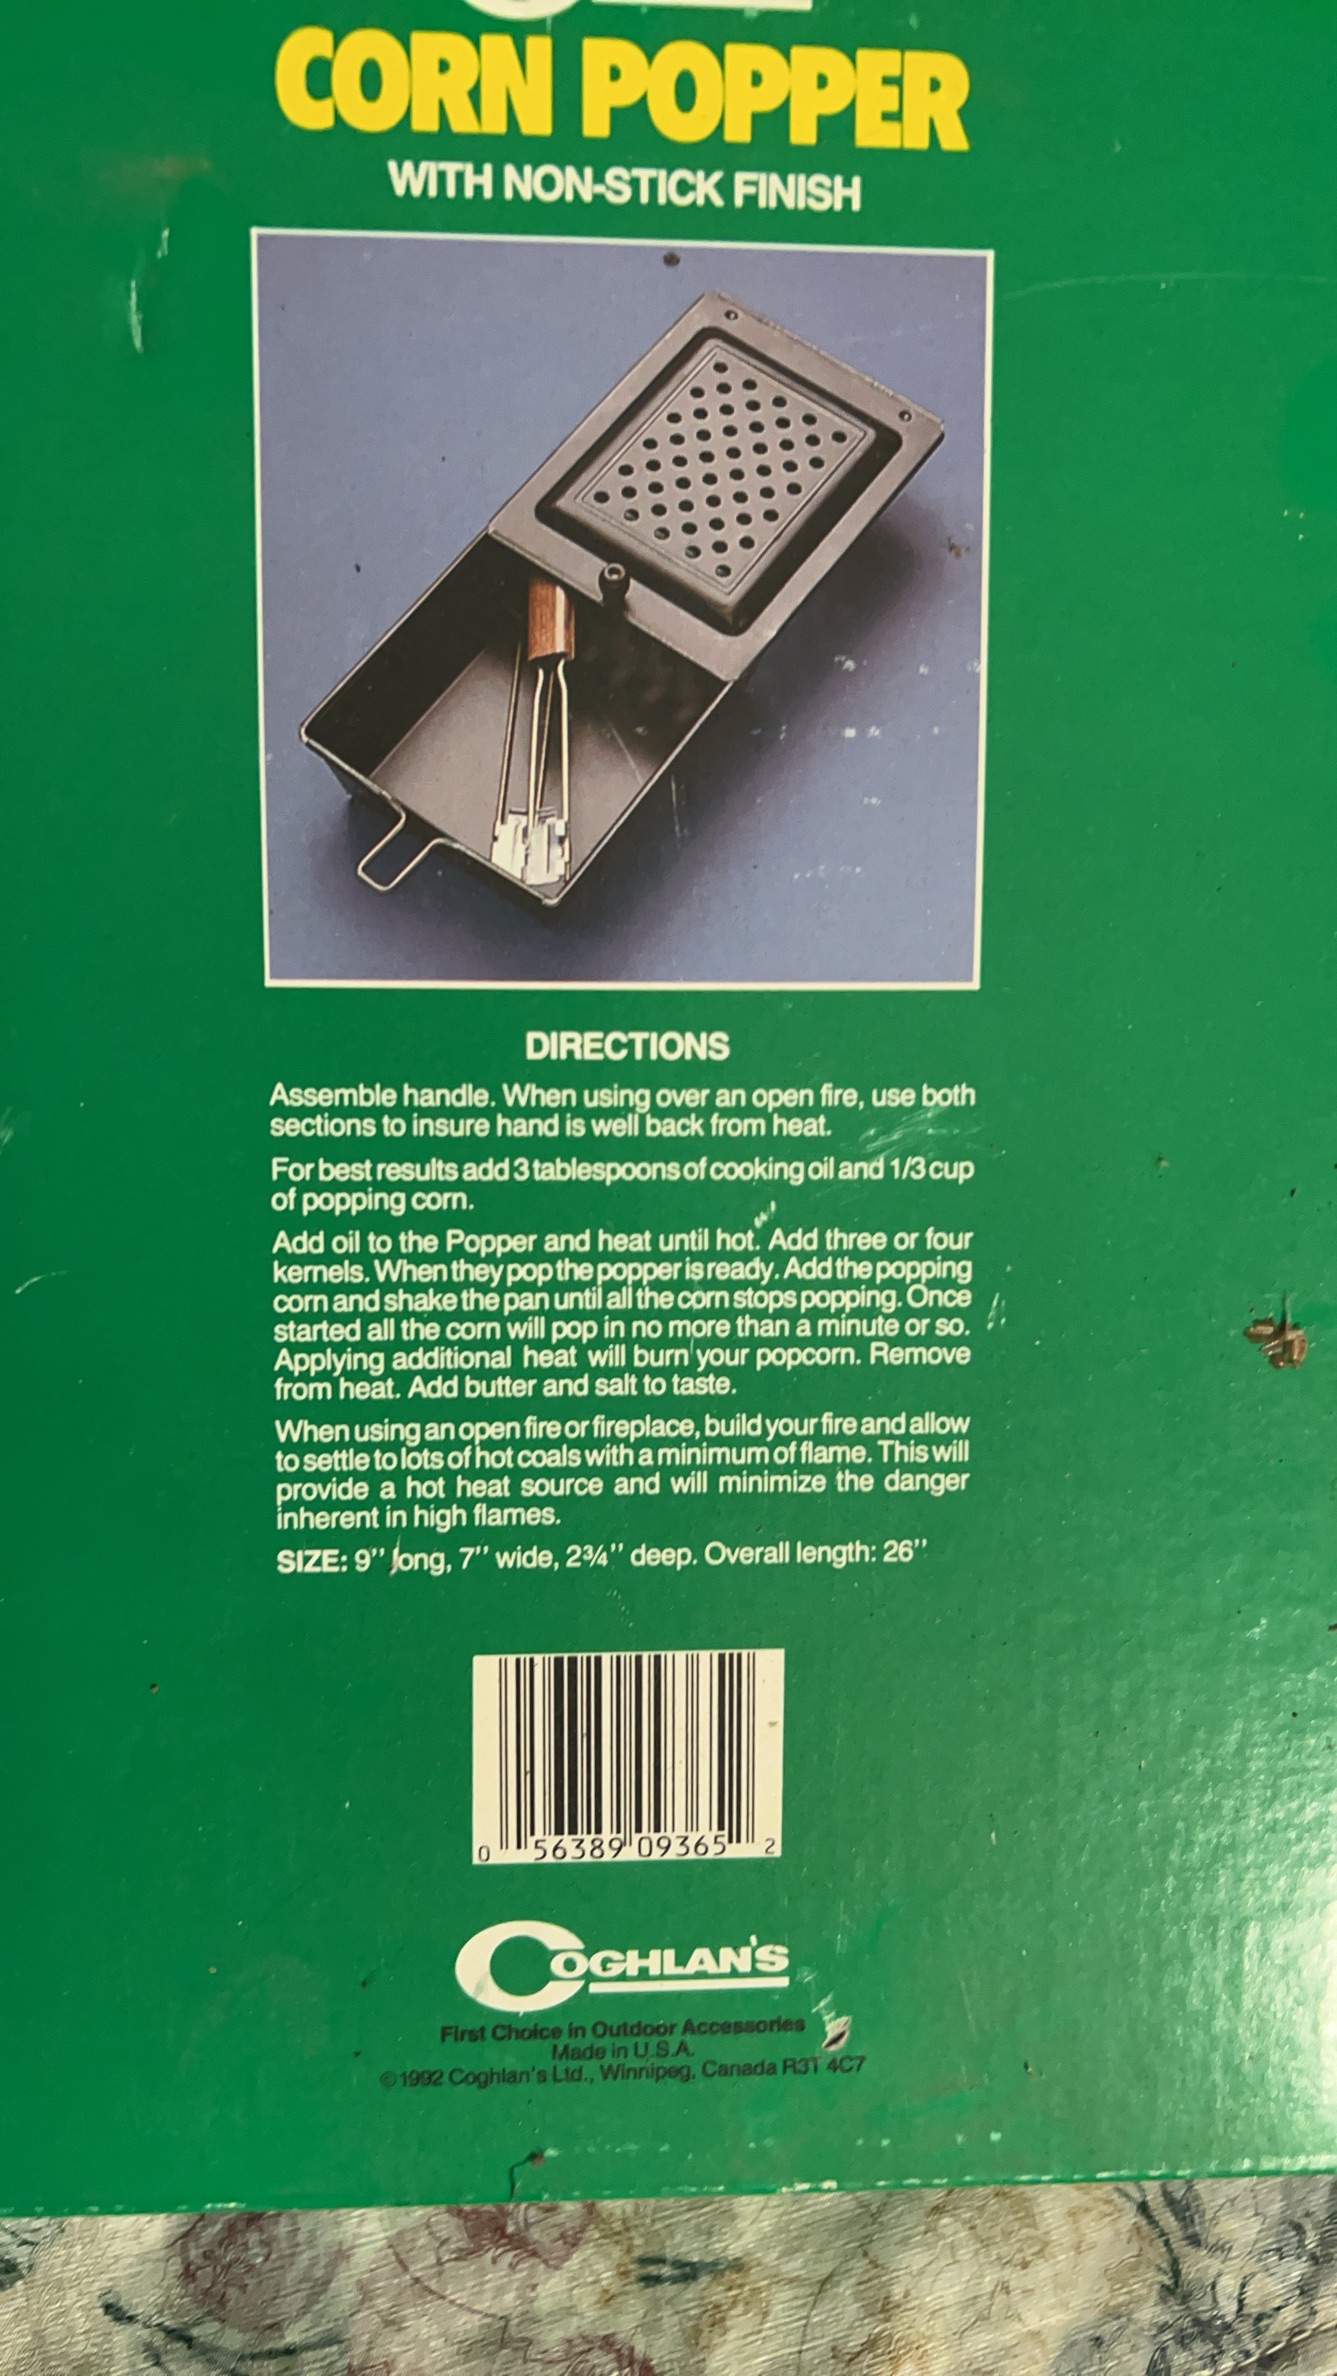 CORN POPPER
WITH NON-STICK FINISH
DIRECTIONS
Assemble handle. When using over an open fire, use both
sections to insure hand is well back from heat.
For best results add 3 tablespoons of cooking oil and 1/3 cup
of popping corn.
Add oil to the Popper and heat until hot. Add three or four
kernels. When they pop the popper is ready. Add the popping
corn and shake the pan until all the corn stops popping. Once
started all the corn will pop in no more than a minute or so.
Applying additional heat will burn your popcorn. Remove
from heat. Add butter and salt to taste.
When using an open fire or fireplace, build your fire and allow
to settle to lots of hot coals with a minimum of flame. This will
provide a hot heat source and will minimize the danger
inherent in high flames.
SIZE: 9" long, 7" wide, 2¾" deep. Overall length: 26"
0 56389 09365 2
COGHLAN'S
First Choice in Outdoor Accessories
Made in U.S.A.
©1992 Coghlan's Ltd., Winnipeg, Canada R3T 4C7